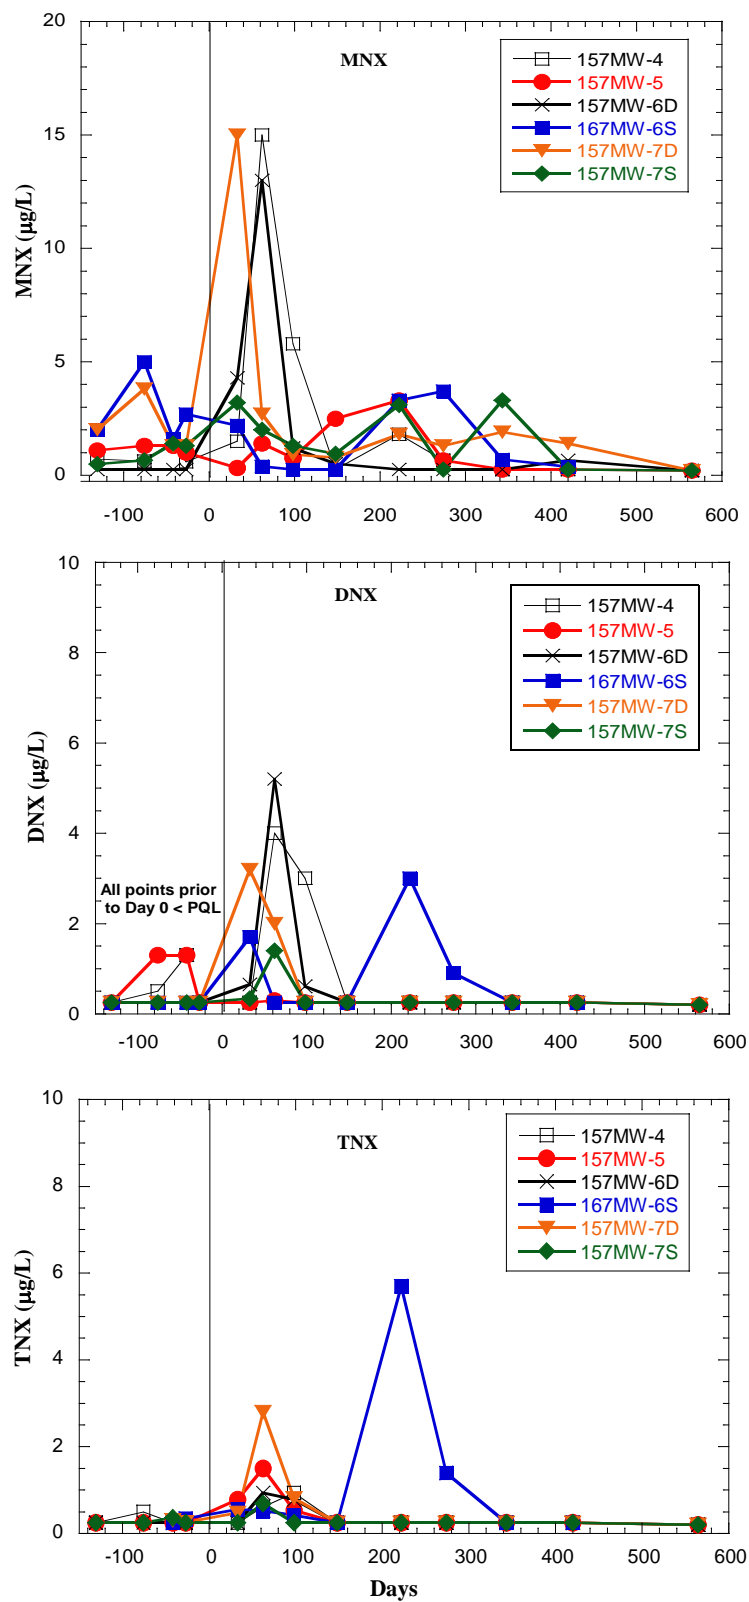 20
15
10
5
0
MNX (µg/L)
MNX
157MW-4
157MW-5
157MW-6D
167MW-6S
157MW-7D
157MW-7S
-100 0 100 200 300 400 500 600
10
8
6
4
2
0
DNX (µg/L)
DNX
157MW-4
157MW-5
157MW-6D
167MW-6S
157MW-7D
157MW-7S
All points prior
to Day 0 < PQL
-100 0 100 200 300 400 500 600
10
8
6
4
2
0
TNX (µg/L)
TNX
157MW-4
157MW-5
157MW-6D
167MW-6S
157MW-7D
157MW-7S
-100 0 100 200 300 400 500 600
Days